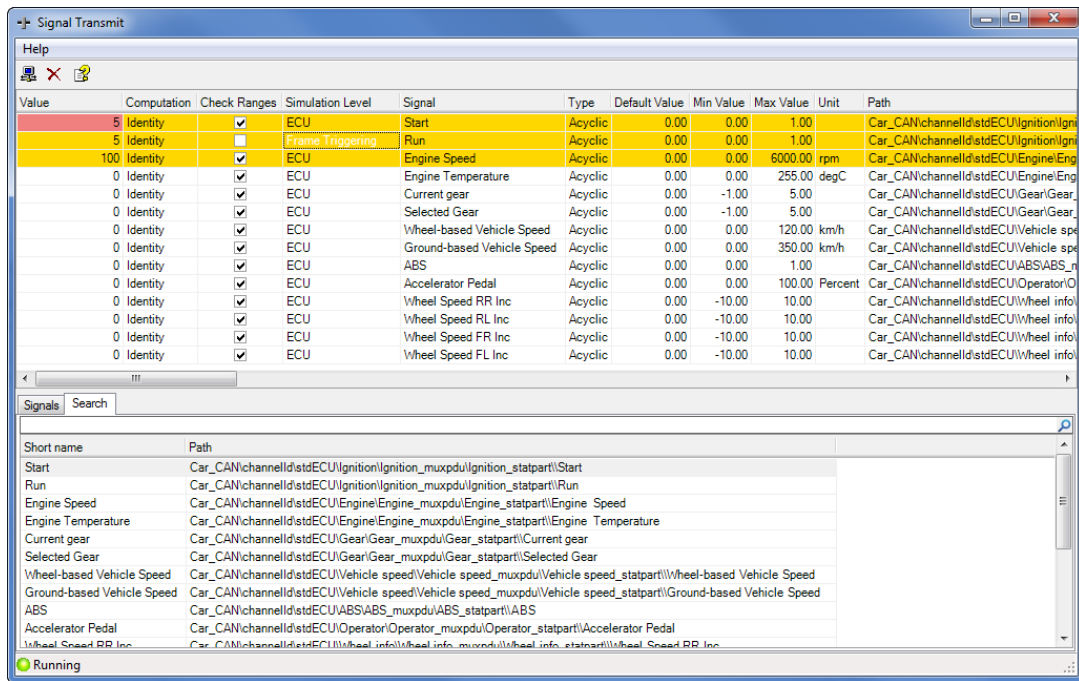 Signal Transmit
Help
Value Computation Check Ranges Simulation Level Signal Type Default Value Min Value Max Value Unit Path
5 Identity ECU Start Acyclic 0.00 0.00 1.00 Car_CAN\channelId\stdECU\Ignition\Igni
5 Identity Frame Triggering Run Acyclic 0.00 0.00 1.00 Car_CAN\channelId\stdECU\Ignition\Igni
100 Identity ECU Engine Speed Acyclic 0.00 0.00 6000.00 rpm Car_CAN\channelId\stdECU\Engine\Eng
0 Identity ECU Engine Temperature Acyclic 0.00 0.00 255.00 degC Car_CAN\channelId\stdECU\Engine\Eng
0 Identity ECU Current gear Acyclic 0.00 -1.00 5.00 Car_CAN\channelId\stdECU\Gear\Gear_
0 Identity ECU Selected Gear Acyclic 0.00 -1.00 5.00 Car_CAN\channelId\stdECU\Gear\Gear_
0 Identity ECU Wheel-based Vehicle Speed Acyclic 0.00 0.00 120.00 km/h Car_CAN\channelId\stdECU\Vehicle spe
0 Identity ECU Ground-based Vehicle Speed Acyclic 0.00 0.00 350.00 km/h Car_CAN\channelId\stdECU\Vehicle spe
0 Identity ECU ABS Acyclic 0.00 0.00 1.00 Car_CAN\channelId\stdECU\ABS\ABS_m
0 Identity ECU Accelerator Pedal Acyclic 0.00 0.00 100.00 Percent Car_CAN\channelId\stdECU\Operator\O
0 Identity ECU Wheel Speed RR Inc Acyclic 0.00 -10.00 10.00 Car_CAN\channelId\stdECU\Wheel info\
0 Identity ECU Wheel Speed RL Inc Acyclic 0.00 -10.00 10.00 Car_CAN\channelId\stdECU\Wheel info\
0 Identity ECU Wheel Speed FR Inc Acyclic 0.00 -10.00 10.00 Car_CAN\channelId\stdECU\Wheel info\
0 Identity ECU Wheel Speed FL Inc Acyclic 0.00 -10.00 10.00 Car_CAN\channelId\stdECU\Wheel info\
Signals Search
Short name Path
Start Car_CAN\channelId\stdECU\Ignition\Ignition_muxpdu\Ignition_statpart\\Start
Run Car_CAN\channelId\stdECU\Ignition\Ignition_muxpdu\Ignition_statpart\\Run
Engine Speed Car_CAN\channelId\stdECU\Engine\Engine_muxpdu\Engine_statpart\\Engine Speed
Engine Temperature Car_CAN\channelId\stdECU\Engine\Engine_muxpdu\Engine_statpart\\Engine Temperature
Current gear Car_CAN\channelId\stdECU\Gear\Gear_muxpdu\Gear_statpart\\Current gear
Selected Gear Car_CAN\channelId\stdECU\Gear\Gear_muxpdu\Gear_statpart\\Selected Gear
Wheel-based Vehicle Speed Car_CAN\channelId\stdECU\Vehicle speed\Vehicle speed_muxpdu\Vehicle speed_statpart\\Wheel-based Vehicle Speed
Ground-based Vehicle Speed Car_CAN\channelId\stdECU\Vehicle speed\Vehicle speed_muxpdu\Vehicle speed_statpart\\Ground-based Vehicle Speed
ABS Car_CAN\channelId\stdECU\ABS\ABS_muxpdu\ABS_statpart\\ABS
Accelerator Pedal Car_CAN\channelId\stdECU\Operator\Operator_muxpdu\Operator_statpart\\Accelerator Pedal
Wheel Speed RR Inc Car_CAN\channelId\stdECU\Wheel info\Wheel info_muxpdu\Wheel info_statpart\\Wheel Speed RR Inc
Running